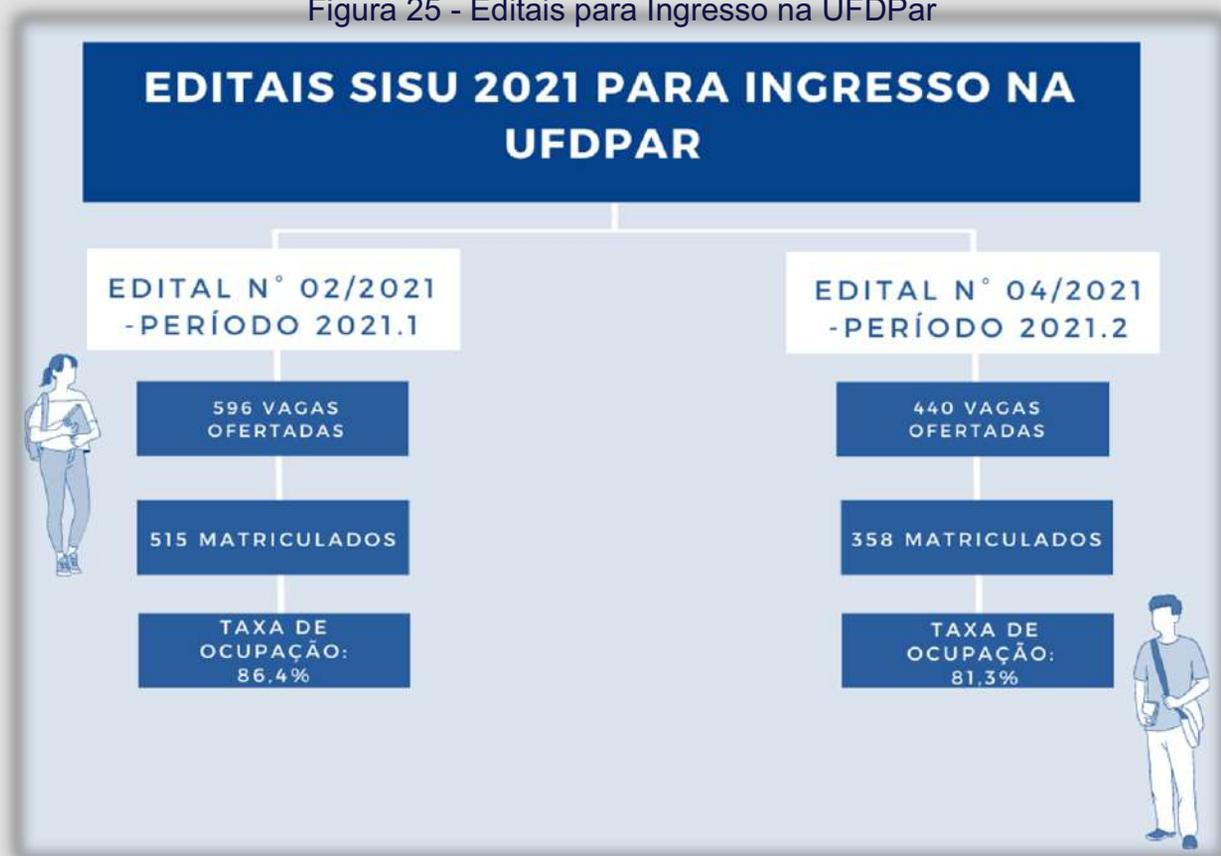 Figura 25 - Editais para Ingresso na UFDPar
EDITAIS SISU 2021 PARA INGRESSO NA
UFDPAR
EDITAL N° 02/2021
-PERÍODO 2021.1
596 VAGAS
OFERTADAS
515 MATRICULADOS
TAXA DE
OCUPAÇÃO:
86,4%
EDITAL N° 04/2021
-PERÍODO 2021.2
440 VAGAS
OFERTADAS
358 MATRICULADOS
TAXA DE
OCUPAÇÃO:
81,3%